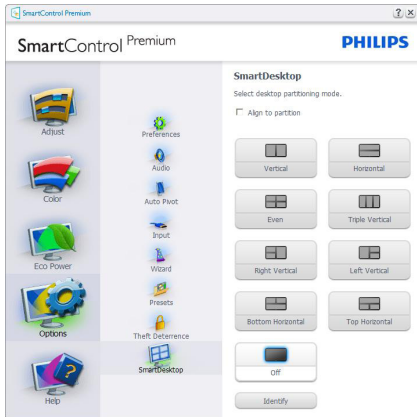 SmartControl Premium
SmartControl Premium
PHILIPS
Adjust
Color
Eco Power
Options
Help
Preferences
Audio
Auto Pivot
Input
Wizard
Presets
Theft Deterrence
SmartDesktop
SmartDesktop
Select desktop partitioning mode.
Align to partition
Vertical
Horizontal
Even
Triple Vertical
Right Vertical
Left Vertical
Bottom Horizontal
Top Horizontal
Off
Identify